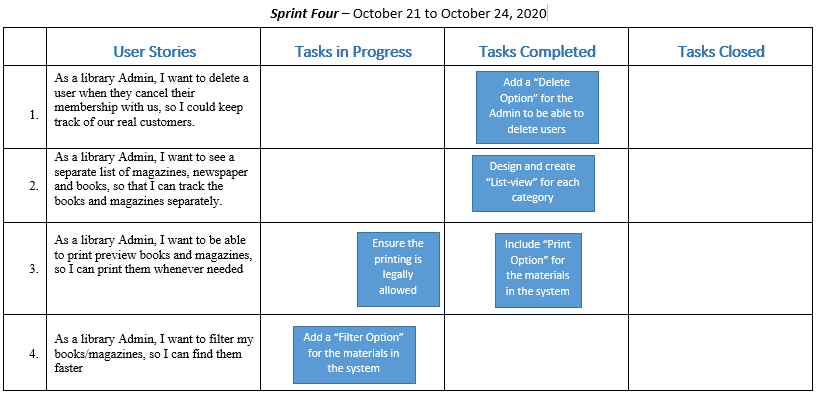 Sprint Four – October 21 to October 24, 2020
User Stories
Tasks in Progress
Tasks Completed
Tasks Closed
1.
As a library Admin, I want to delete a
user when they cancel their
membership with us, so I could keep
track of our real customers.
Add a “Delete
Option” for the
Admin to be able to
delete users
2.
As a library Admin, I want to see a
separate list of magazines, newspaper
and books, so that I can track the
books and magazines separately.
Design and create
“List-view” for each
category
3.
As a library Admin, I want to be able
to print preview books and magazines,
so I can print them whenever needed
Ensure the
printing is
legally
allowed
Include “Print
Option” for
the materials
in the system
4.
As a library Admin, I want to filter my
books/magazines, so I can find them
faster
Add a “Filter Option”
for the materials in
the system